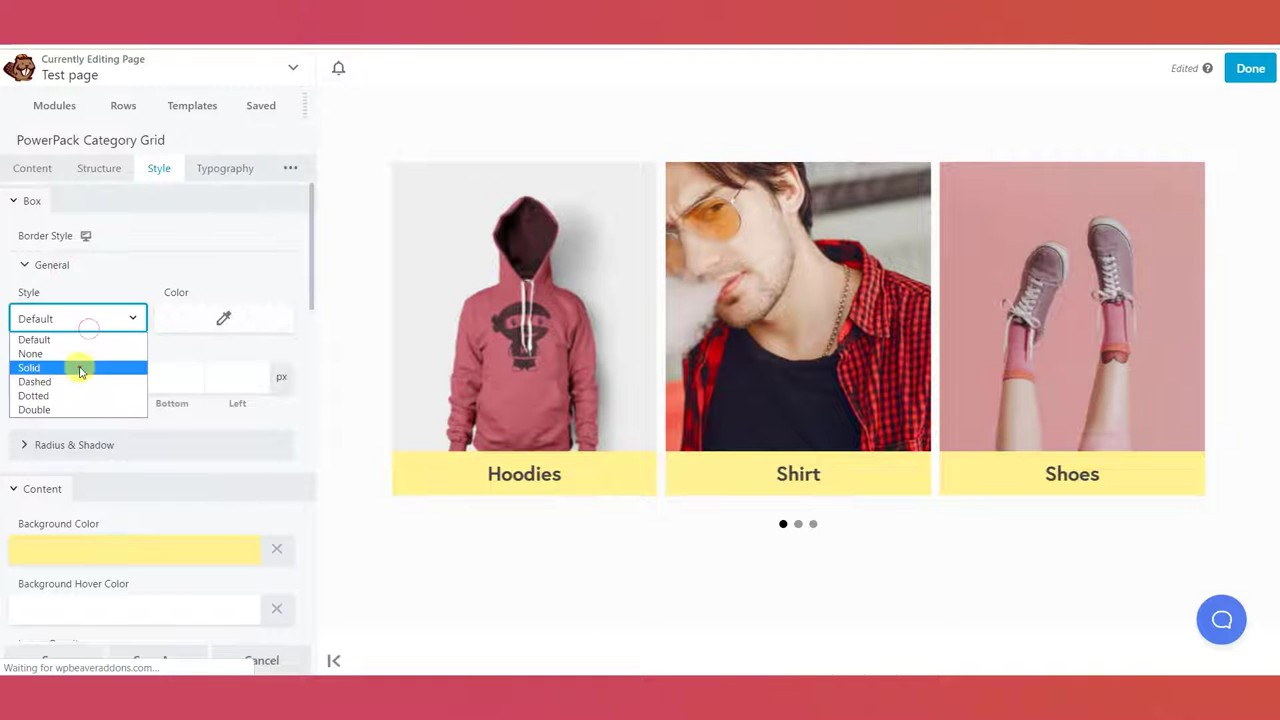 Currently Editing Page
Test page
Edited
Done
Modules Rows Templates Saved
PowerPack Category Grid
Content Structure Style Typography
Box
Border Style
General
Style Color
Default
Default
None
Solid
Dashed
Dotted
Double
px
Bottom Left
Radius & Shadow
Content
Background Color
Background Hover Color
Cancel
Waiting for wpbeaveraddons.com...
Hoodies Shirt Shoes